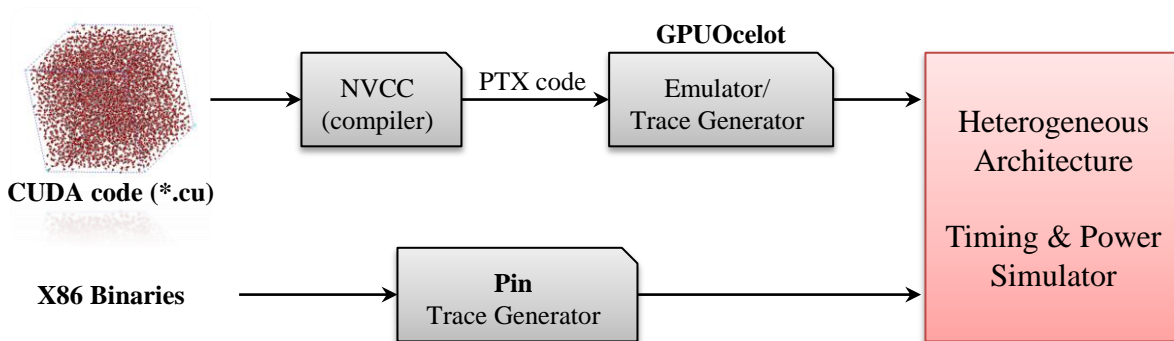 GPUOcelot
NVCC
(compiler)
PTX code
Emulator/
Trace Generator
CUDA code (*.cu)
Heterogeneous
Architecture
Timing & Power
Simulator
X86 Binaries
Pin
Trace Generator